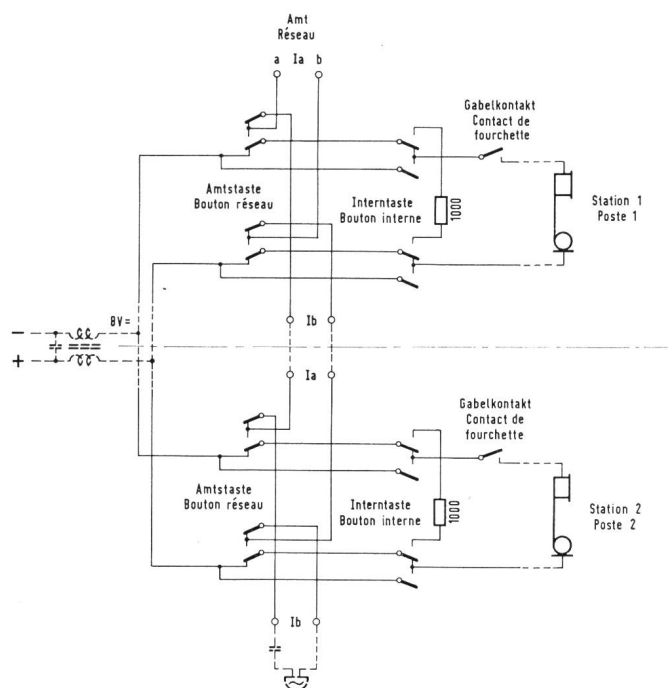 Amt
Réseau
a Ia b
Gabelkontakt
Contact de
fourchette
Amtstaste
Bouton réseau
Interntaste
Bouton interne
1000
Station 1
Poste 1
Ib
8V=
−
+
Ia
Gabelkontakt
Contact de
fourchette
Amtstaste
Bouton réseau
Interntaste
Bouton interne
1000
Station 2
Poste 2
Ib